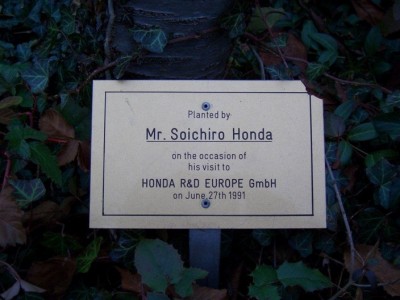 Planted by
Mr. Soichiro Honda
on the occasion of
his visit to
HONDA R&D EUROPE GmbH
on June 27th 1991